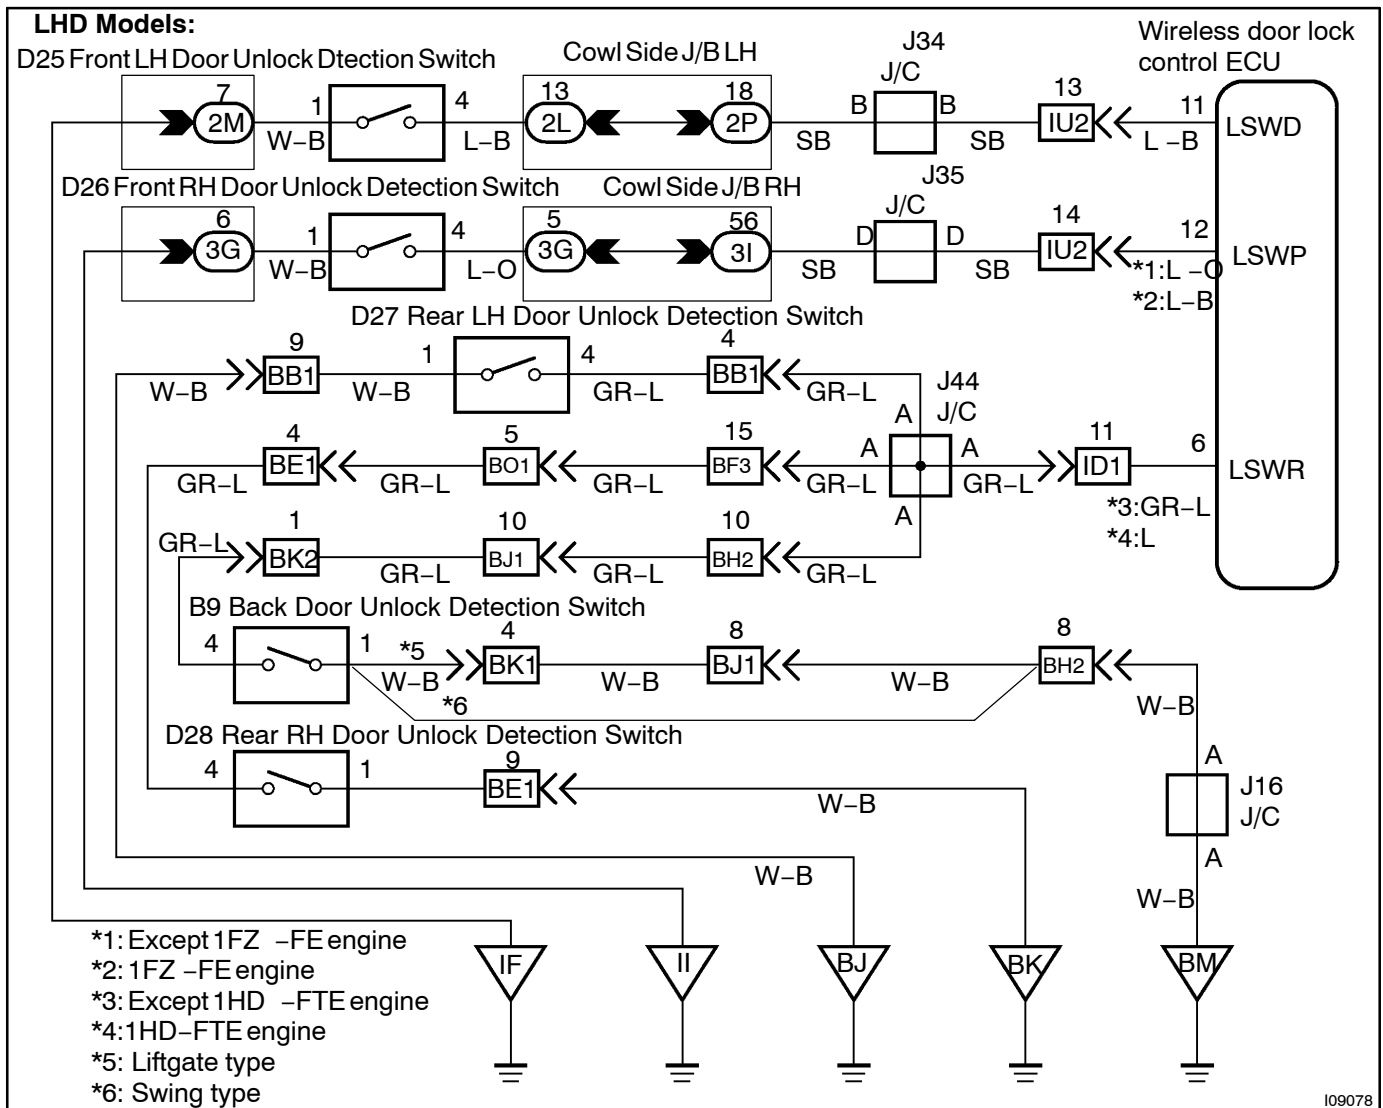 LHD Models:
Wireless door lock
control ECU
D25 Front LH Door Unlock Dtection Switch
Cowl Side J/B LH
J34
J/C
7
2M
W-B
1
4
L-B
13
2L
18
2P
SB
B
B
SB
13
IU2
11
L -B
LSWD
D26 Front RH Door Unlock Detection Switch
Cowl Side J/B RH
J35
J/C
6
3G
W-B
1
4
L-O
5
3G
56
3I
SB
D
D
SB
14
IU2
12
*1:L -O
*2:L-B
LSWP
D27 Rear LH Door Unlock Detection Switch
W-B
9
BB1
W-B
1
4
GR-L
4
BB1
GR-L
J44
J/C
A
A
A
A
GR-L
4
BE1
GR-L
5
BO1
GR-L
15
BF3
GR-L
GR-L
11
ID1
6
*3:GR-L
*4:L
LSWR
GR-L
1
BK2
GR-L
10
BJ1
GR-L
10
BH2
GR-L
B9 Back Door Unlock Detection Switch
4
1
*5
W-B
*6
4
BK1
W-B
8
BJ1
W-B
8
BH2
W-B
D28 Rear RH Door Unlock Detection Switch
4
1
9
BE1
W-B
A
J16
J/C
A
W-B
W-B
*1: Except 1FZ -FE engine
*2: 1FZ -FE engine
*3: Except 1HD -FTE engine
*4:1HD-FTE engine
*5: Liftgate type
*6: Swing type
IF
II
BJ
BK
BM
I09078